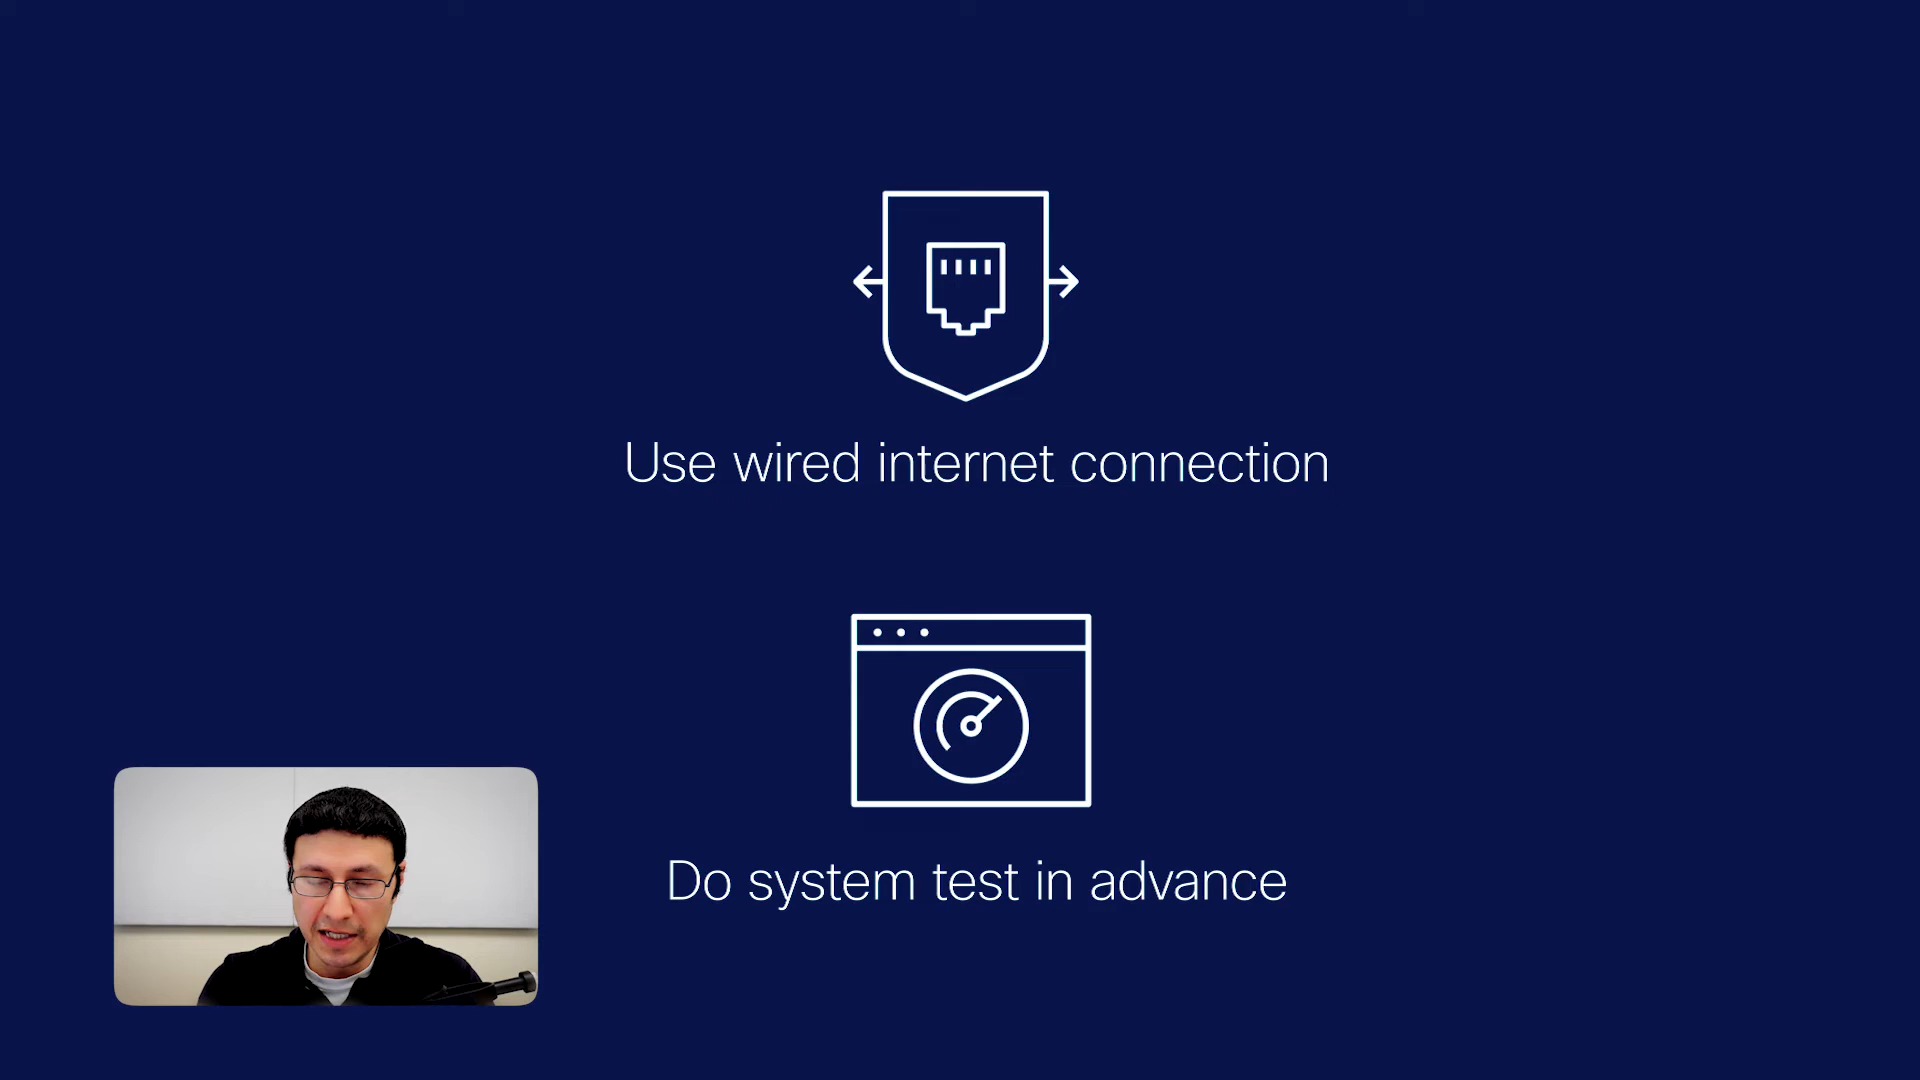 Use wired internet connection
Do system test in advance